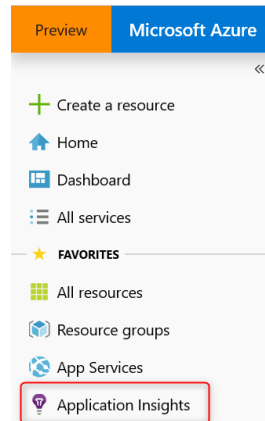 Preview Microsoft Azure
«
Create a resource
Home
Dashboard
All services
FAVORITES
All resources
Resource groups
App Services
Application Insights